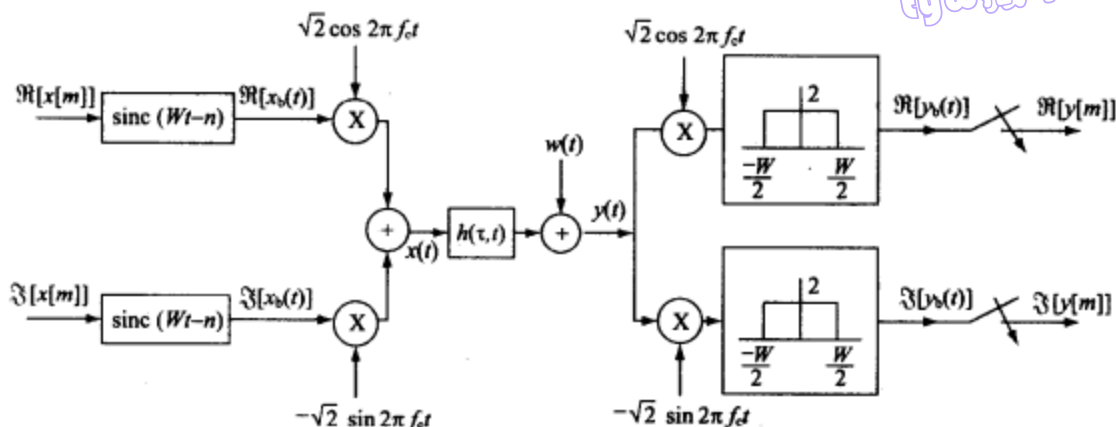 √2 cos 2π f_c t
√2 cos 2π f_c t
ℜ[x[m]]
sinc (Wt−n)
ℜ[x_b(t)]
X
w(t)
X
2
−W/2
W/2
ℜ[y_b(t)]
ℜ[y[m]]
+
x(t)
h(τ,t)
+
y(t)
ℑ[x[m]]
sinc (Wt−n)
ℑ[x_b(t)]
X
X
2
−W/2
W/2
ℑ[y_b(t)]
ℑ[y[m]]
−√2 sin 2π f_c t
−√2 sin 2π f_c t